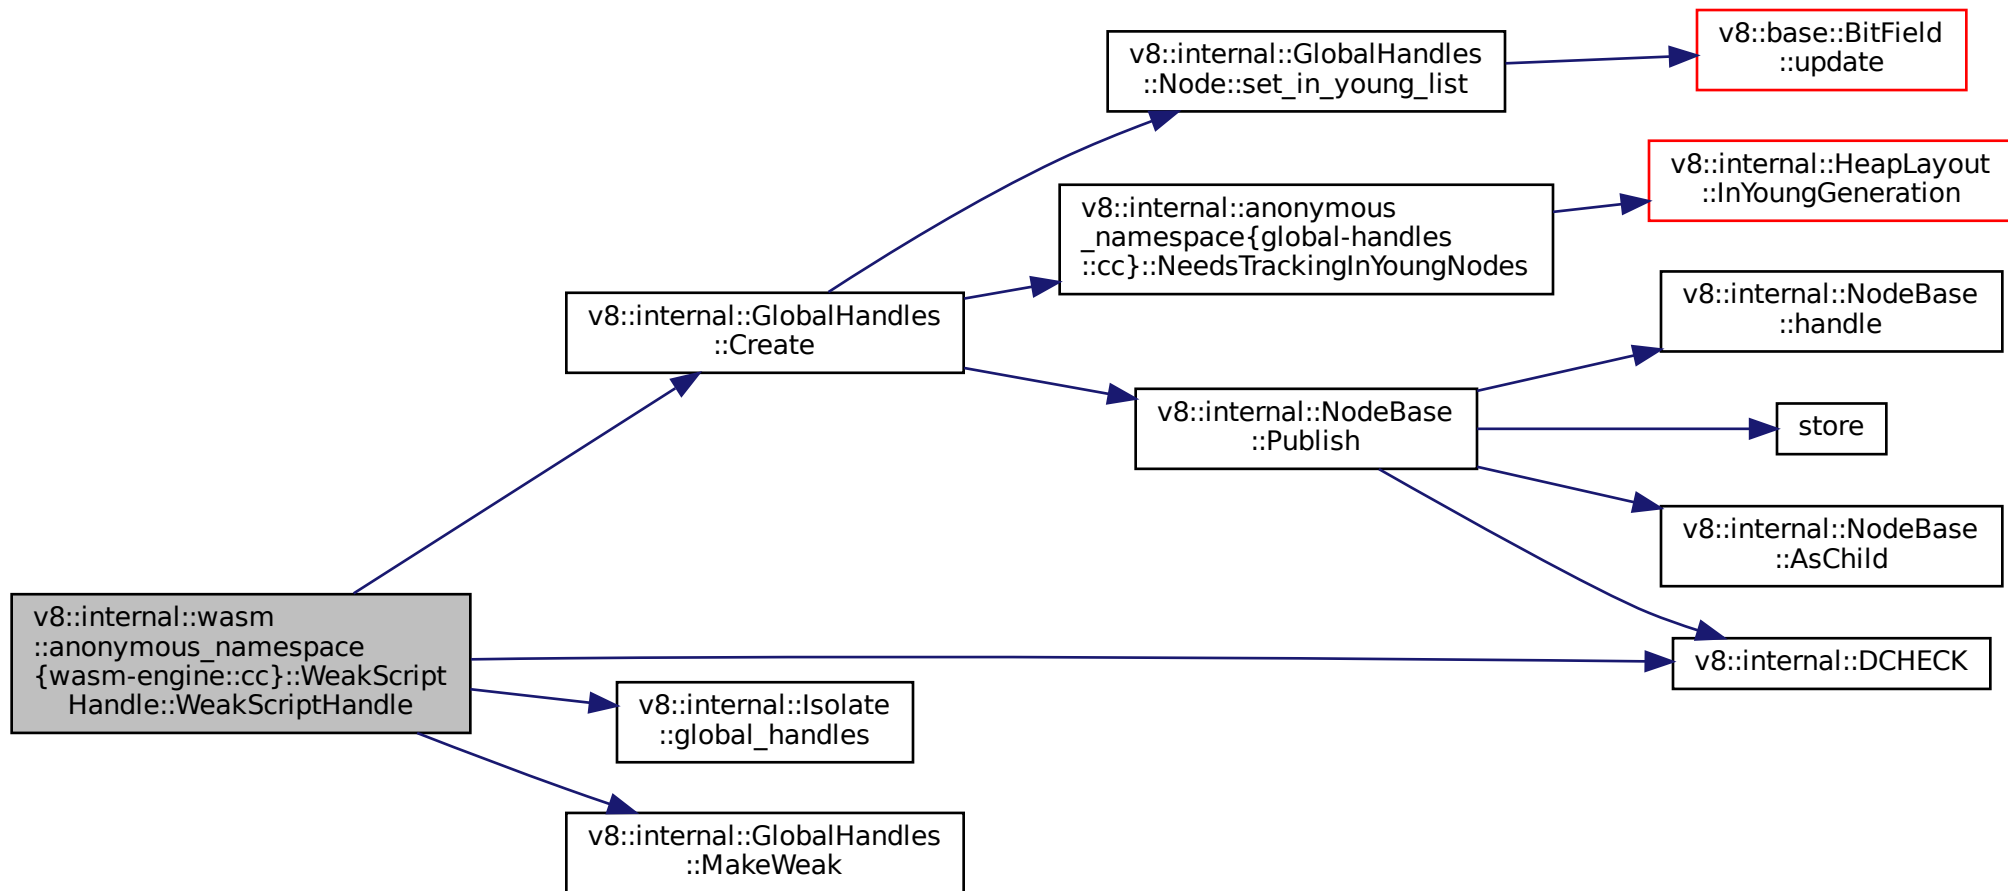 v8::internal::wasm
::anonymous_namespace
{wasm-engine::cc}::WeakScript
Handle::WeakScriptHandle
v8::internal::GlobalHandles
::Create
v8::internal::GlobalHandles
::Node::set_in_young_list
v8::base::BitField
::update
v8::internal::anonymous
_namespace{global-handles
::cc}::NeedsTrackingInYoungNodes
v8::internal::HeapLayout
::InYoungGeneration
v8::internal::NodeBase
::Publish
v8::internal::NodeBase
::handle
store
v8::internal::NodeBase
::AsChild
v8::internal::DCHECK
v8::internal::Isolate
::global_handles
v8::internal::GlobalHandles
::MakeWeak